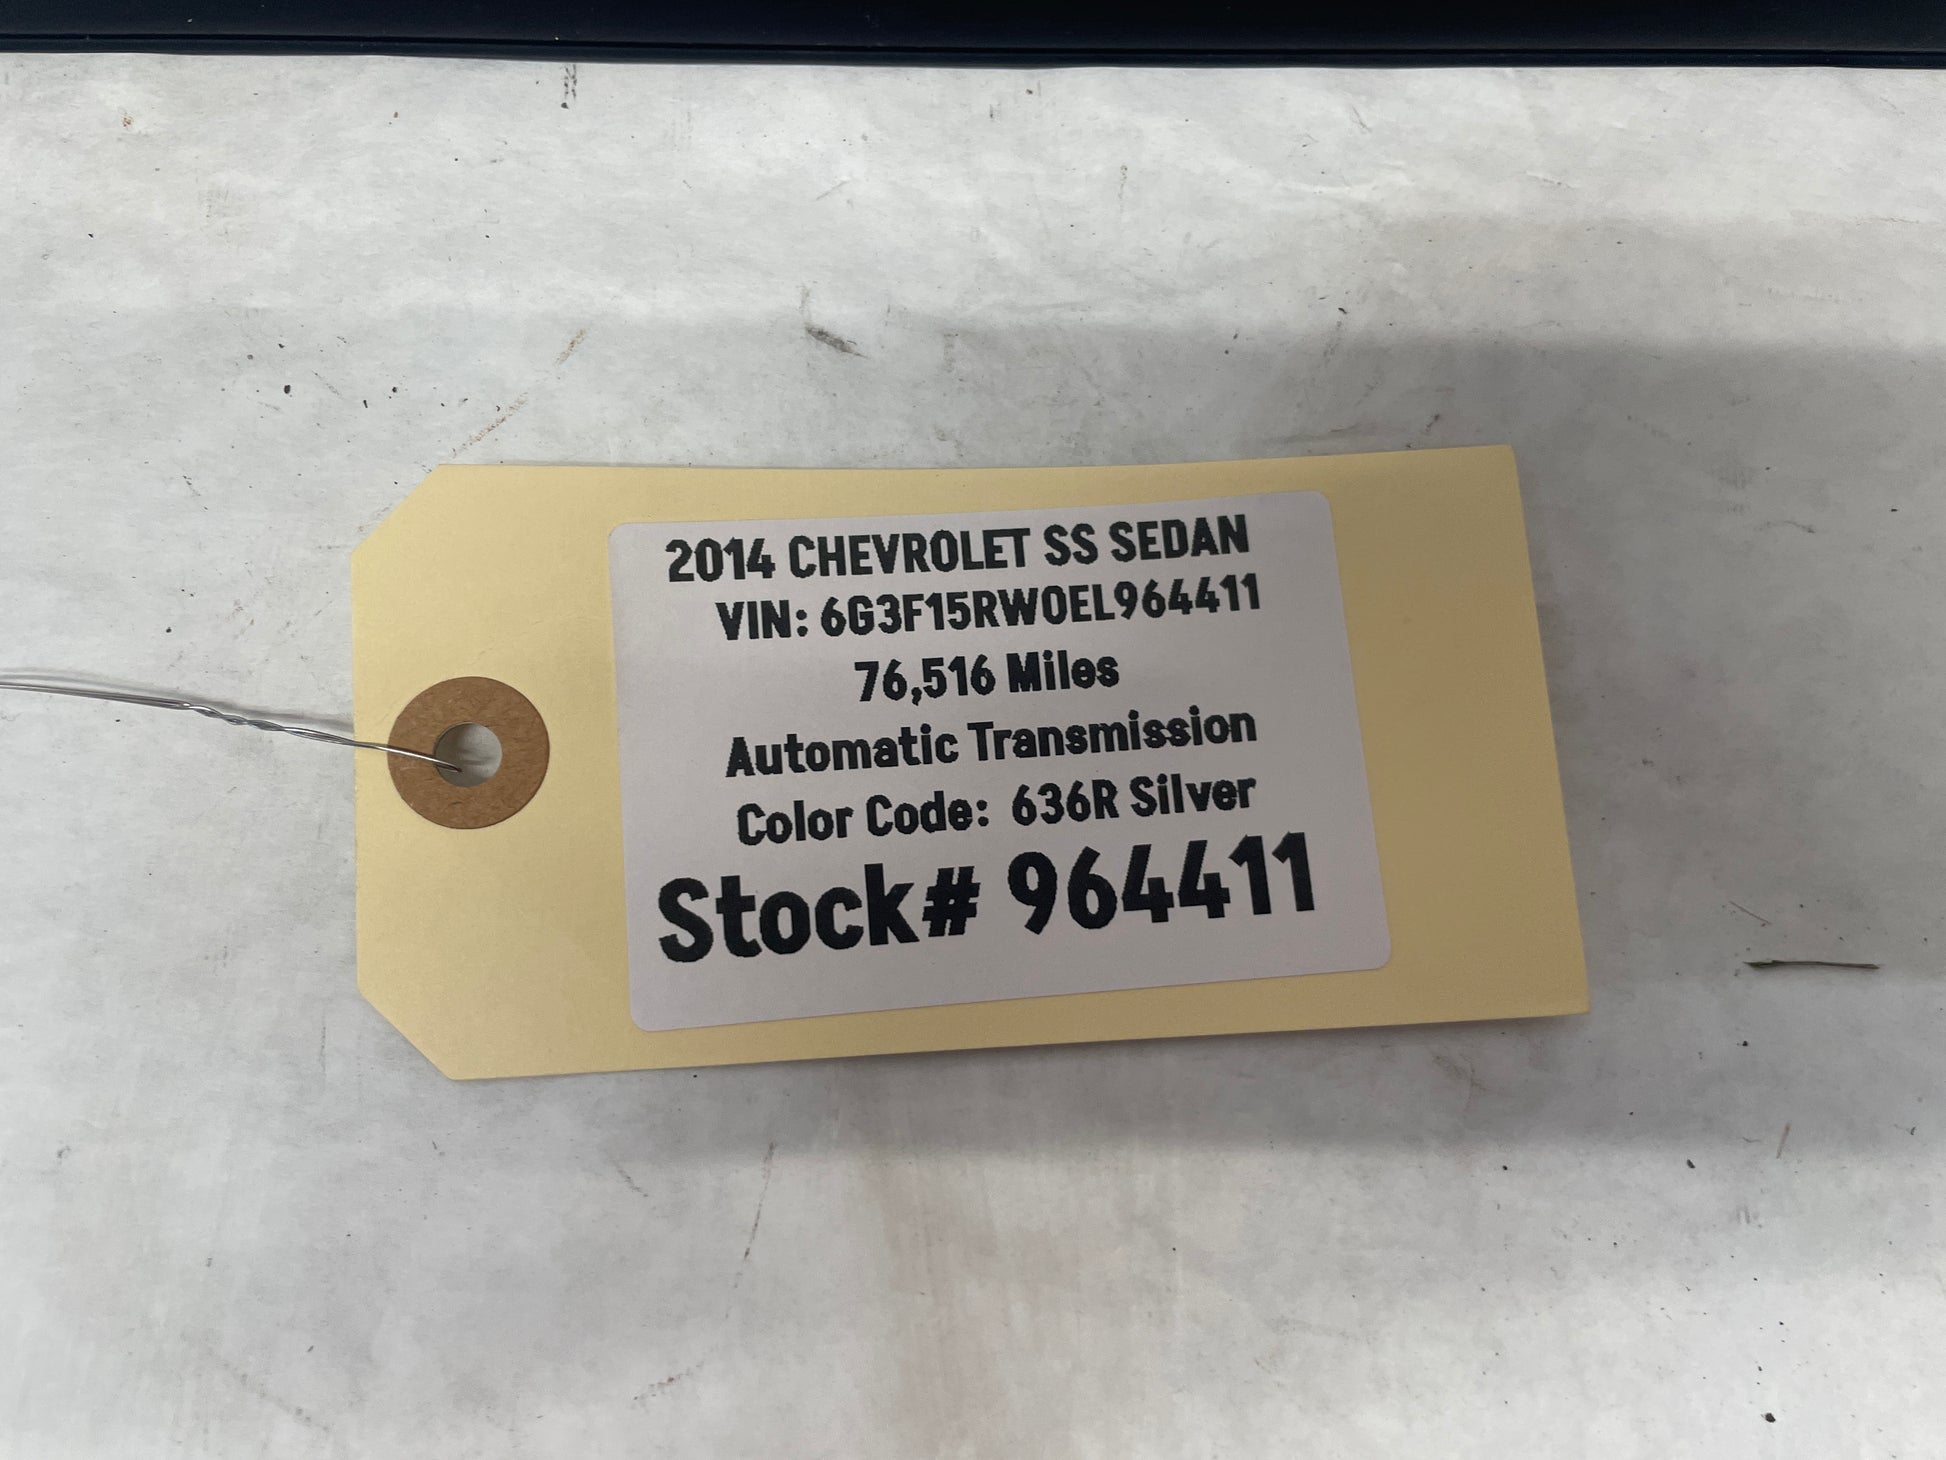 2014 CHEVROLET SS SEDAN
VIN: 6G3F15RW0EL964411
76,516 Miles
Automatic Transmission
Color Code: 636R Silver
Stock# 964411